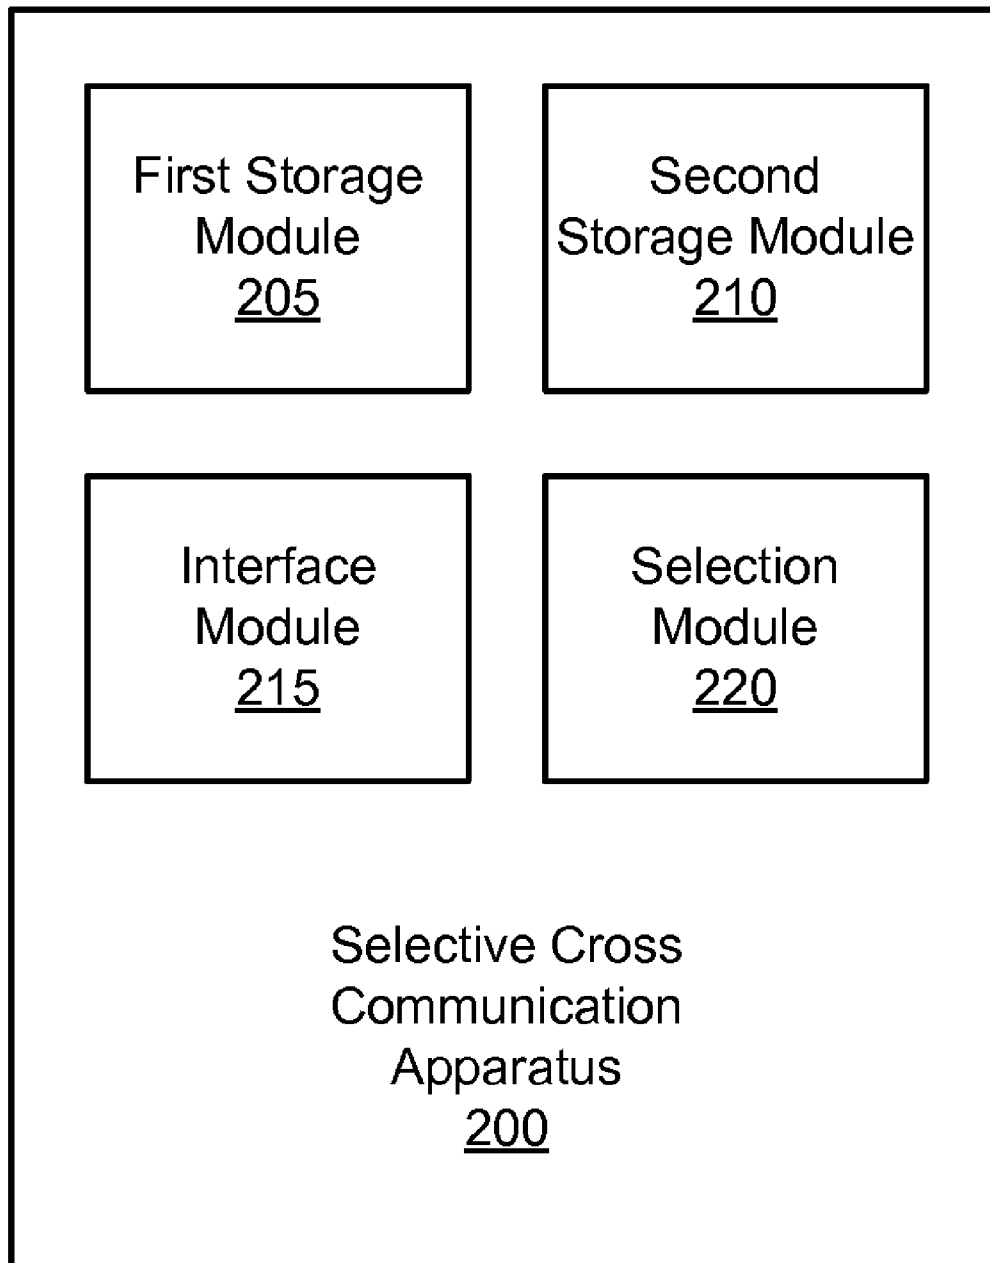 First Storage
Module
205
Second
Storage Module
210
Interface
Module
215
Selection
Module
220
Selective Cross
Communication
Apparatus
200